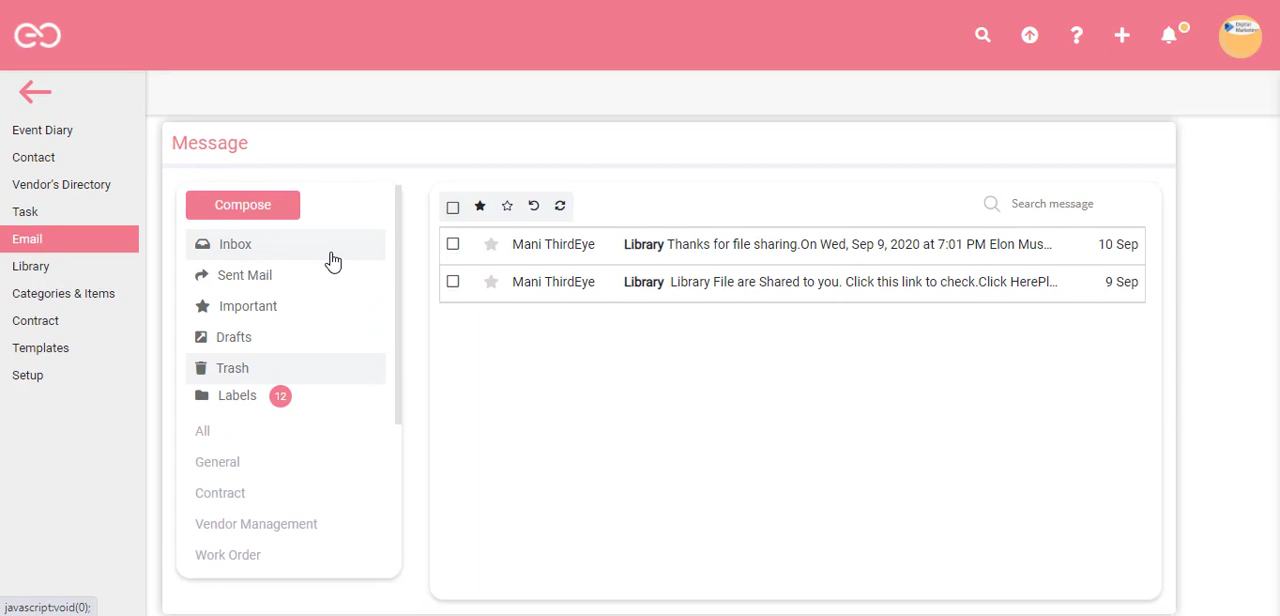 Digital
Marketing
Event Diary
Contact
Vendor's Directory
Task
Email
Library
Categories & Items
Contract
Templates
Setup
Message
Compose
Inbox
Sent Mail
Important
Drafts
Trash
Labels 12
All
General
Contract
Vendor Management
Work Order
Search message
Mani ThirdEye Library Thanks for file sharing.On Wed, Sep 9, 2020 at 7:01 PM Elon Mus... 10 Sep
Mani ThirdEye Library Library File are Shared to you. Click this link to check.Click HerePl... 9 Sep
javascript:void(0);